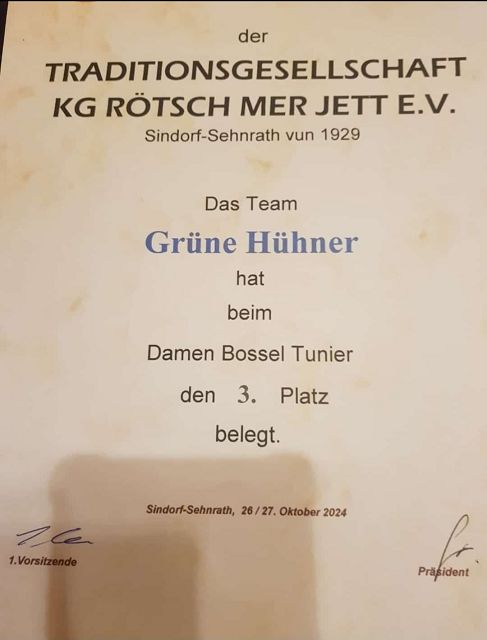 der
TRADITIONSGESELLSCHAFT
KG RÖTSCH MER JETT E.V.
Sindorf-Sehnrath vun 1929
Das Team
Grüne Hühner
hat
beim
Damen Bossel Tunier
den 3. Platz
belegt.
Sindorf-Sehnrath, 26 / 27. Oktober 2024
1.Vorsitzende
Präsident